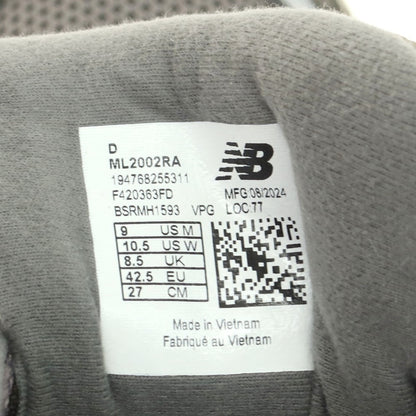 D
ML2002RA
194768255311
F420363FD
BSRMH1593 VPG
NB
MFG:08/2024
LOC:77
9 US M
10.5 US W
8.5 UK
42.5 EU
27 CM
Made in Vietnam
Fabriqué au Vietnam